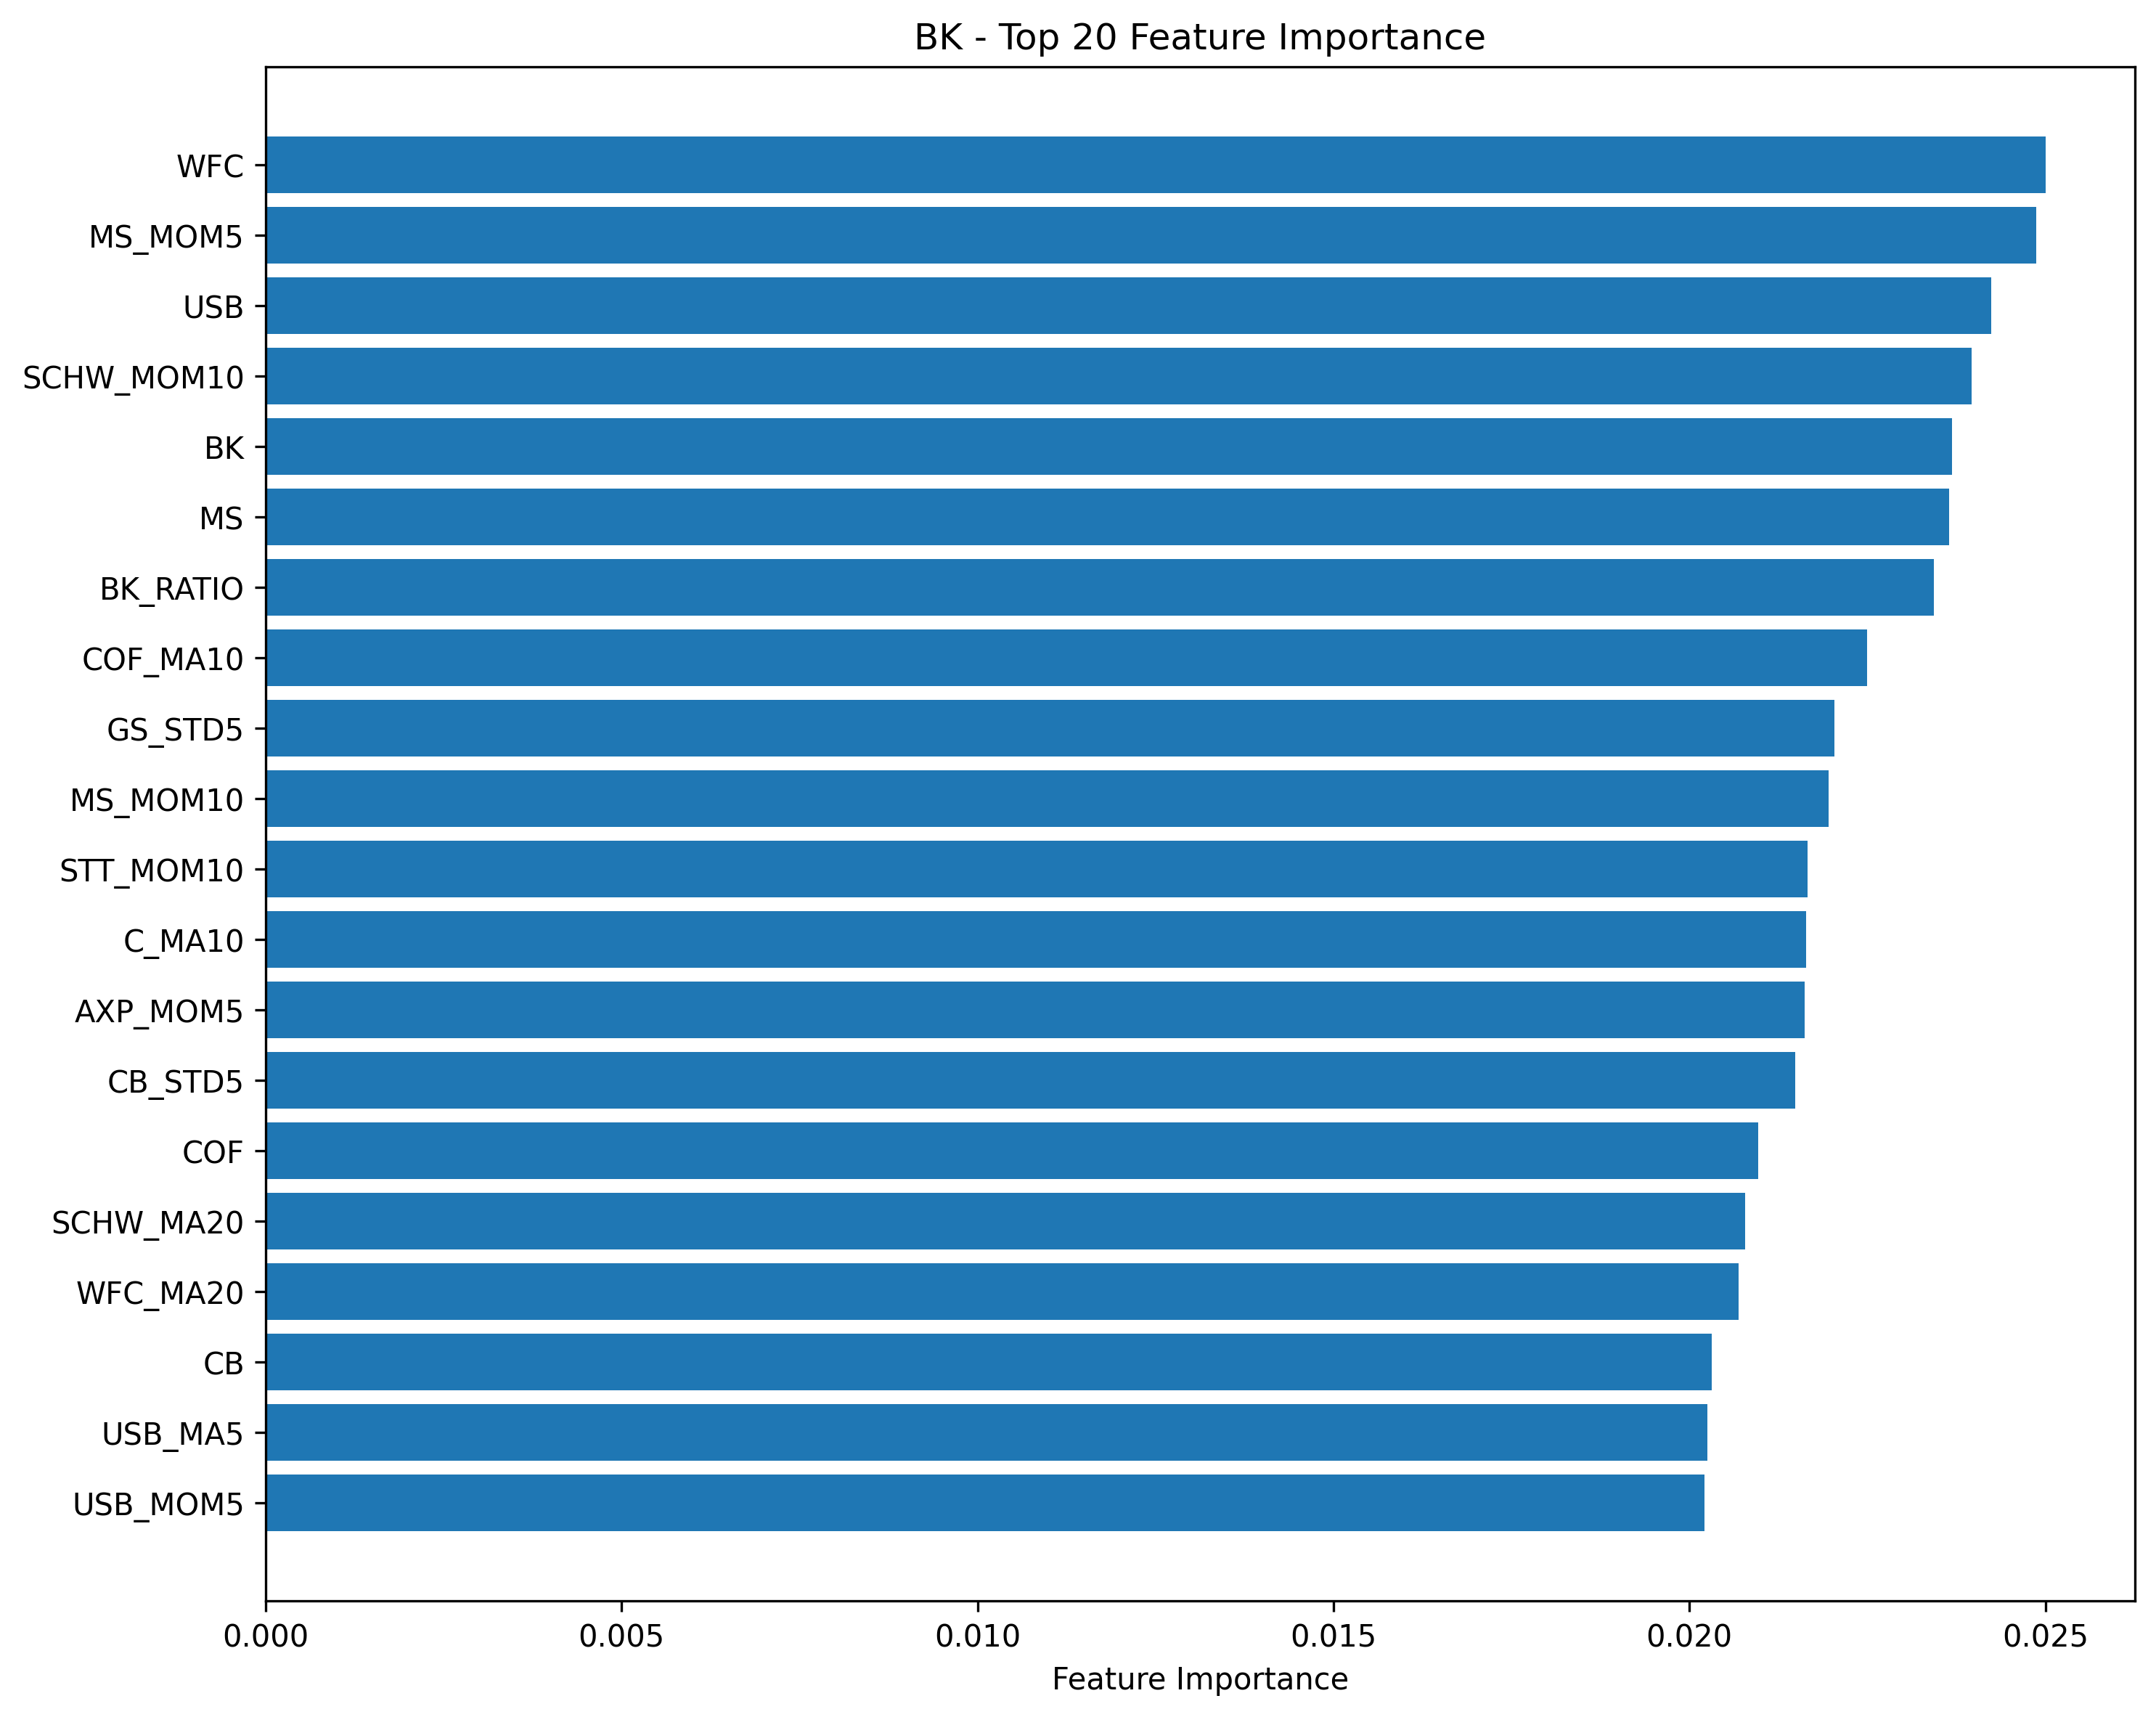 BK - Top 20 Feature Importance
WFC
MS_MOM5
USB
SCHW_MOM10
BK
MS
BK_RATIO
COF_MA10
GS_STD5
MS_MOM10
STT_MOM10
C_MA10
AXP_MOM5
CB_STD5
COF
SCHW_MA20
WFC_MA20
CB
USB_MA5
USB_MOM5
0.000 0.005 0.010 0.015 0.020 0.025
Feature Importance